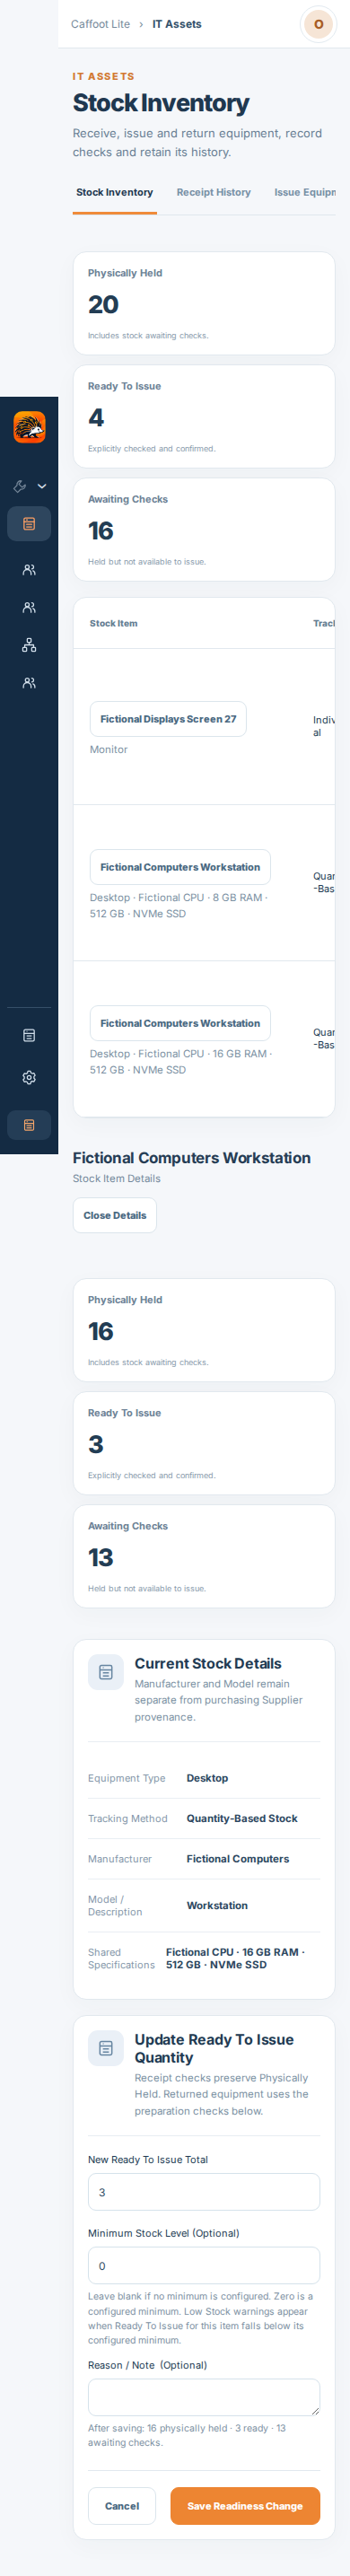 Caffoot Lite › IT Assets
O
IT ASSETS
Stock Inventory
Receive, issue and return equipment, record
checks and retain its history.
Stock Inventory Receipt History Issue Equipn
Physically Held
20
Includes stock awaiting checks.
Ready To Issue
4
Explicitly checked and confirmed.
Awaiting Checks
16
Held but not available to issue.
Stock Item Track
Fictional Displays Screen 27
Monitor
Indiv
al
Fictional Computers Workstation
Desktop · Fictional CPU · 8 GB RAM ·
512 GB · NVMe SSD
Quan
-Bas
Fictional Computers Workstation
Desktop · Fictional CPU · 16 GB RAM ·
512 GB · NVMe SSD
Quan
-Bas
Fictional Computers Workstation
Stock Item Details
Close Details
Physically Held
16
Includes stock awaiting checks.
Ready To Issue
3
Explicitly checked and confirmed.
Awaiting Checks
13
Held but not available to issue.
Current Stock Details
Manufacturer and Model remain
separate from purchasing Supplier
provenance.
Equipment Type Desktop
Tracking Method Quantity-Based Stock
Manufacturer Fictional Computers
Model /
Description
Workstation
Shared
Specifications
Fictional CPU · 16 GB RAM ·
512 GB · NVMe SSD
Update Ready To Issue
Quantity
Receipt checks preserve Physically
Held. Returned equipment uses the
preparation checks below.
New Ready To Issue Total
3
Minimum Stock Level (Optional)
0
Leave blank if no minimum is configured. Zero is a
configured minimum. Low Stock warnings appear
when Ready To Issue for this item falls below its
configured minimum.
Reason / Note (Optional)
After saving: 16 physically held · 3 ready · 13
awaiting checks.
Cancel
Save Readiness Change